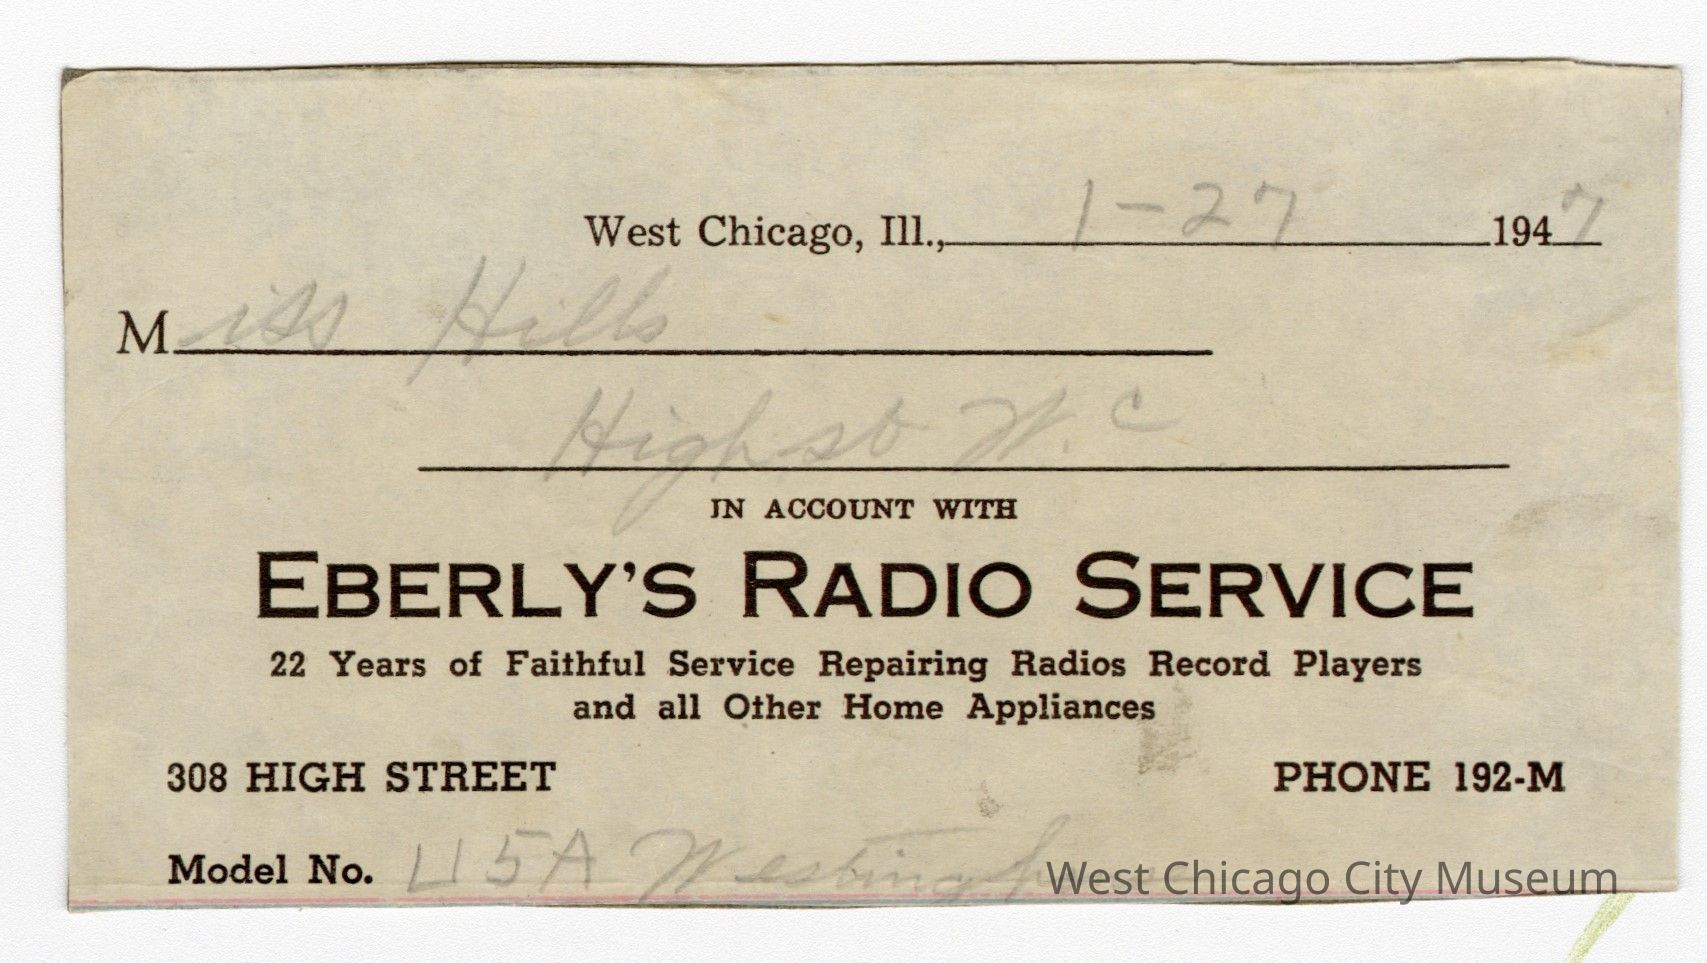 West Chicago, Ill., 1-27 1947
Miss Hills
High st W. C
IN ACCOUNT WITH
EBERLY'S RADIO SERVICE
22 Years of Faithful Service Repairing Radios Record Players
and all Other Home Appliances
308 HIGH STREET PHONE 192-M
Model No. U5A Westinghouse
West Chicago City Museum